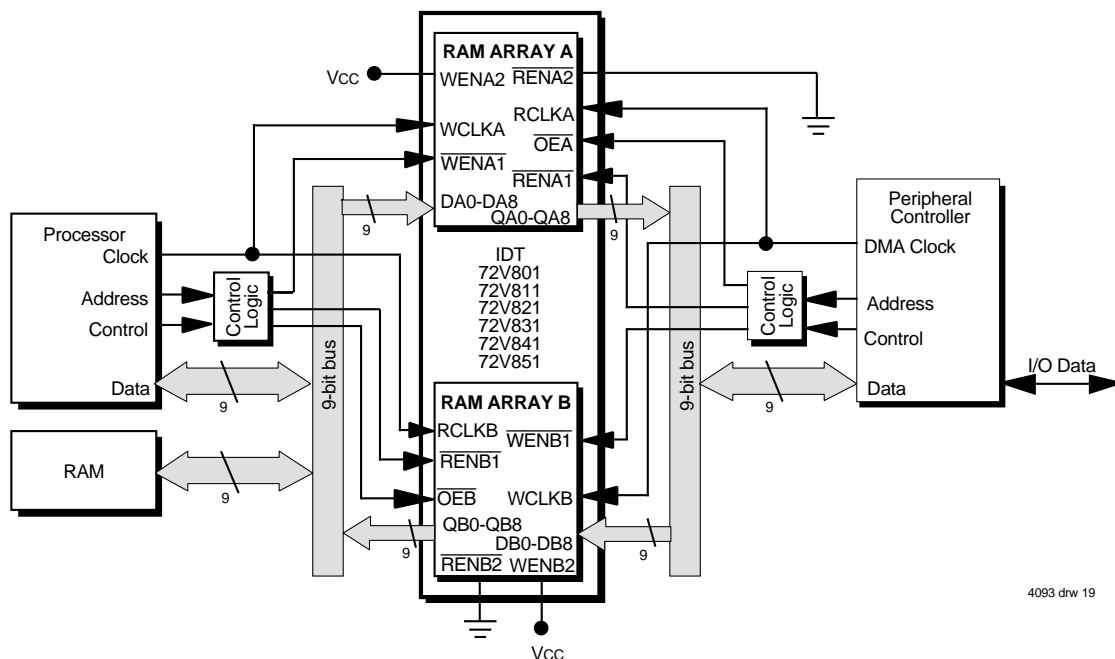 RAM ARRAY A
VCC
WENA2 RENA2
RCLKA
WCLKA
OEA
WENA1
RENA1
DA0-DA8
QA0-QA8
9
9
Processor
Clock
Address
Control
Data
Control
Logic
9
9-bit bus
RAM
9
IDT
72V801
72V811
72V821
72V831
72V841
72V851
9-bit bus
Peripheral
Controller
DMA Clock
Address
Control
Data
Control
Logic
9
I/O Data
RAM ARRAY B
RCLKB
WENB1
RENB1
OEB
WCLKB
QB0-QB8
DB0-DB8
9
9
RENB2 WENB2
VCC
4093 drw 19